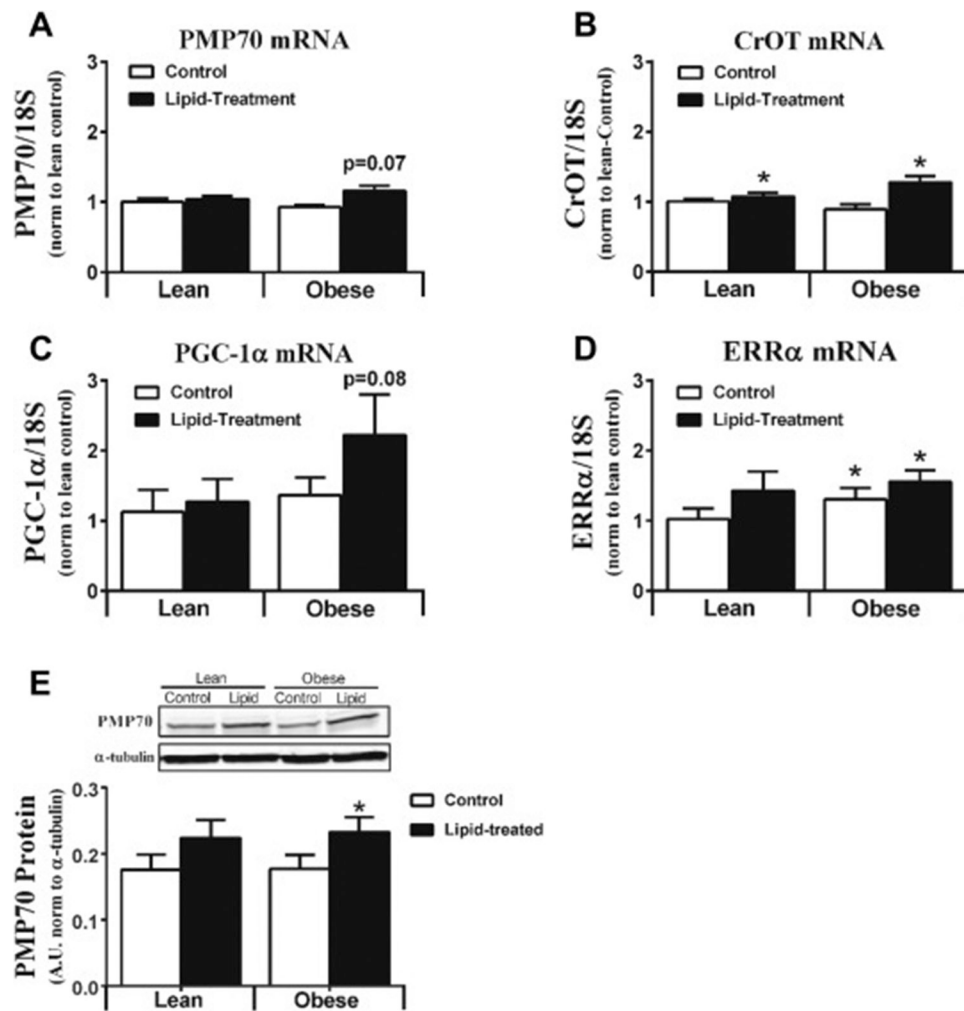 A
PMP70 mRNA
Control
Lipid-Treatment
PMP70/18S
(norm to lean control)
3
2
1
0
p=0.07
Lean
Obese
B
CrOT mRNA
Control
Lipid-Treatment
CrOT/18S
(norm to lean-Control)
3
2
1
0
*
*
Lean
Obese
C
PGC-1α mRNA
Control
Lipid-Treatment
PGC-1α/18S
(norm to lean control)
3
2
1
0
p=0.08
Lean
Obese
D
ERRα mRNA
Control
Lipid-Treatment
ERRα/18S
(norm to lean control)
3
2
1
0
*
*
Lean
Obese
E
Lean Obese
Control Lipid Control Lipid
PMP70
α-tubulin
PMP70 Protein
(A.U. norm to α-tubulin)
0.3
0.2
0.1
0.0
*
Control
Lipid-treated
Lean
Obese